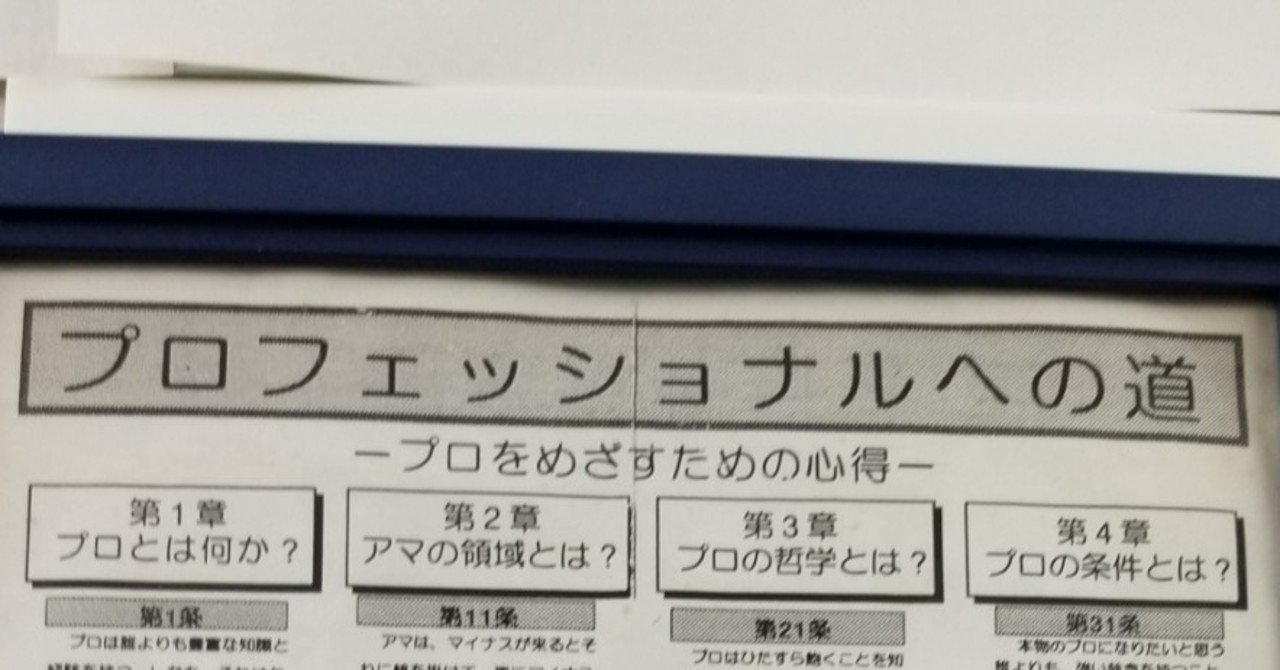 プロフェッショナルへの道
ープロをめざすための心得ー
第1章
プロとは何か？
第2章
アマの領域とは？
第3章
プロの哲学とは？
第4章
プロの条件とは？
第1条
プロは誰よりも豊富な知識と
第11条
アマは、マイナスが来るとそ
第21条
プロはひたすら働くことを知
第31条
本物のプロになりたいと思う